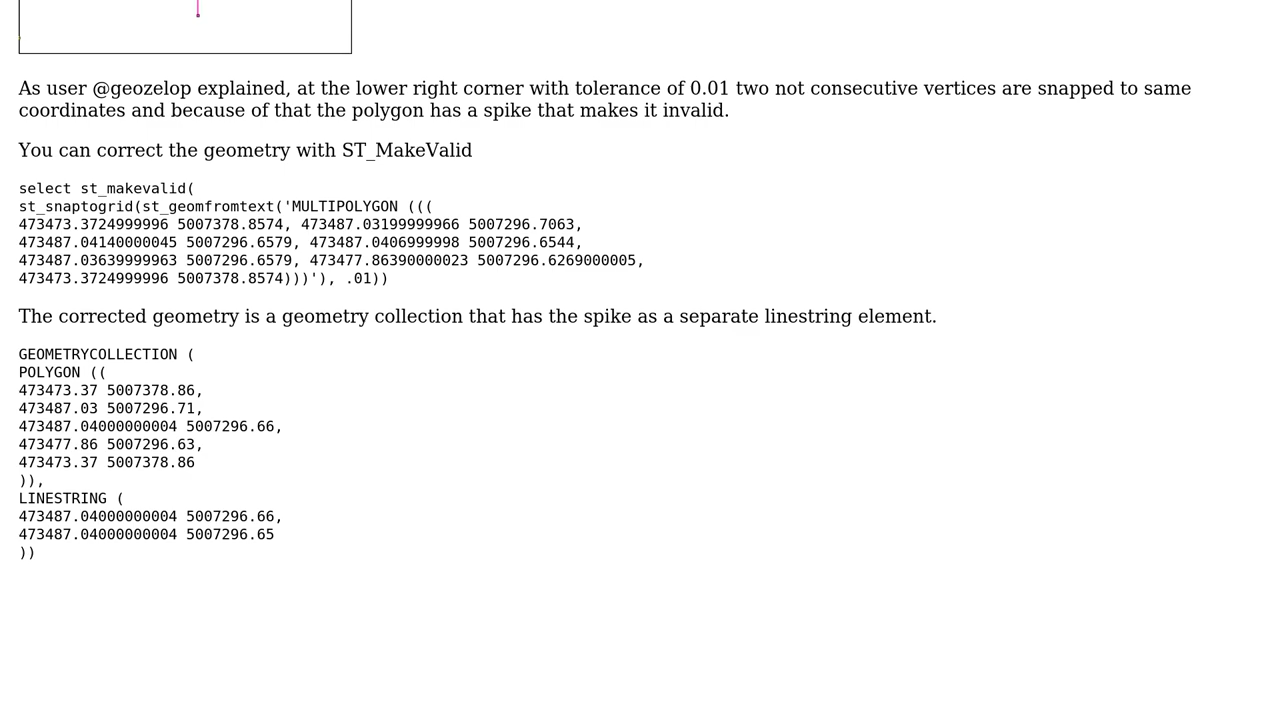 As user @geozelop explained, at the lower right corner with tolerance of 0.01 two not consecutive vertices are snapped to same
coordinates and because of that the polygon has a spike that makes it invalid.
You can correct the geometry with ST_MakeValid
select st_makevalid(
st_snaptogrid(st_geomfromtext('MULTIPOLYGON (((
473473.3724999996 5007378.8574, 473487.03199999966 5007296.7063,
473487.04140000045 5007296.6579, 473487.0406999998 5007296.6544,
473487.03639999963 5007296.6579, 473477.86390000023 5007296.6269000005,
473473.3724999996 5007378.8574)))'), .01))
The corrected geometry is a geometry collection that has the spike as a separate linestring element.
GEOMETRYCOLLECTION (
POLYGON ((
473473.37 5007378.86,
473487.03 5007296.71,
473487.04000000004 5007296.66,
473477.86 5007296.63,
473473.37 5007378.86
)),
LINESTRING (
473487.04000000004 5007296.66,
473487.04000000004 5007296.65
))